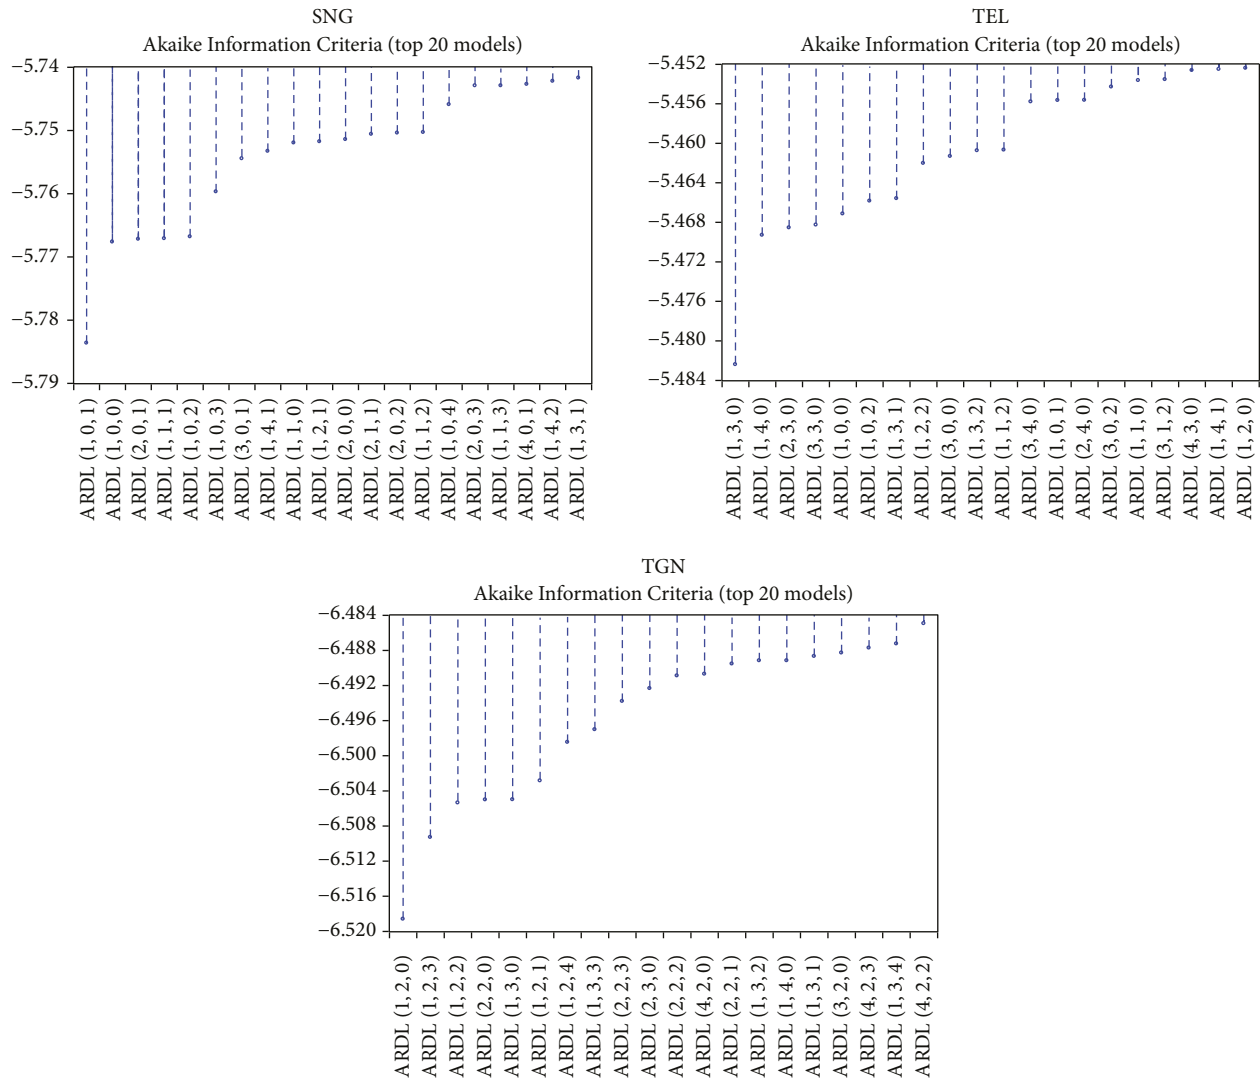 SNG
Akaike Information Criteria (top 20 models)
−5.74
−5.75
−5.76
−5.77
−5.78
−5.79
ARDL (1, 0, 1)
ARDL (1, 0, 0)
ARDL (2, 0, 1)
ARDL (1, 1, 1)
ARDL (1, 0, 2)
ARDL (1, 0, 3)
ARDL (3, 0, 1)
ARDL (1, 4, 1)
ARDL (1, 1, 0)
ARDL (1, 2, 1)
ARDL (2, 0, 0)
ARDL (2, 1, 1)
ARDL (2, 0, 2)
ARDL (1, 1, 2)
ARDL (1, 0, 4)
ARDL (2, 0, 3)
ARDL (1, 1, 3)
ARDL (4, 0, 1)
ARDL (1, 4, 2)
ARDL (1, 3, 1)
TEL
Akaike Information Criteria (top 20 models)
−5.452
−5.456
−5.460
−5.464
−5.468
−5.472
−5.476
−5.480
−5.484
ARDL (1, 3, 0)
ARDL (1, 4, 0)
ARDL (2, 3, 0)
ARDL (3, 3, 0)
ARDL (1, 0, 0)
ARDL (1, 0, 2)
ARDL (1, 3, 1)
ARDL (1, 2, 2)
ARDL (3, 0, 0)
ARDL (1, 3, 2)
ARDL (1, 1, 2)
ARDL (3, 4, 0)
ARDL (1, 0, 1)
ARDL (2, 4, 0)
ARDL (3, 0, 2)
ARDL (1, 1, 0)
ARDL (3, 1, 2)
ARDL (4, 3, 0)
ARDL (1, 4, 1)
ARDL (1, 2, 0)
TGN
Akaike Information Criteria (top 20 models)
−6.484
−6.488
−6.492
−6.496
−6.500
−6.504
−6.508
−6.512
−6.516
−6.520
ARDL (1, 2, 0)
ARDL (1, 2, 3)
ARDL (1, 2, 2)
ARDL (2, 2, 0)
ARDL (1, 3, 0)
ARDL (1, 2, 1)
ARDL (1, 2, 4)
ARDL (1, 3, 3)
ARDL (2, 2, 3)
ARDL (2, 3, 0)
ARDL (2, 2, 2)
ARDL (4, 2, 0)
ARDL (2, 2, 1)
ARDL (1, 3, 2)
ARDL (1, 4, 0)
ARDL (1, 3, 1)
ARDL (3, 2, 0)
ARDL (4, 2, 3)
ARDL (1, 3, 4)
ARDL (4, 2, 2)